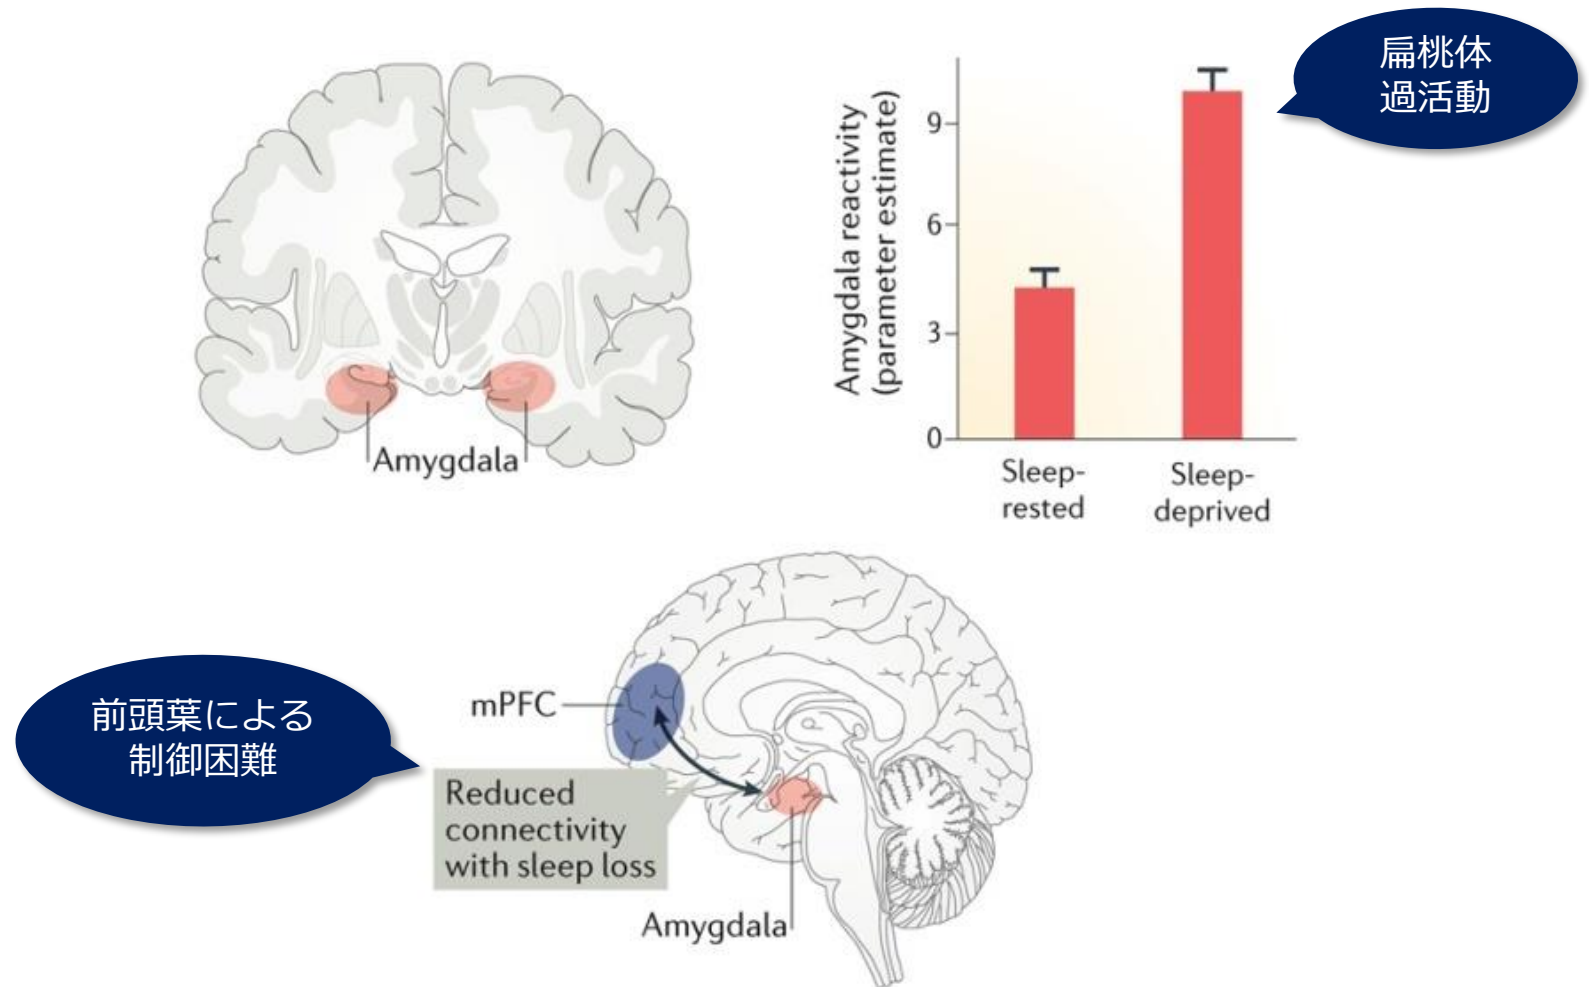 扁桃体
過活動
Amygdala reactivity
(parameter estimate)
9
6
3
0
Sleep-
rested
Sleep-
deprived
Amygdala
mPFC
前頭葉による
制御困難
Reduced
connectivity
with sleep loss
Amygdala